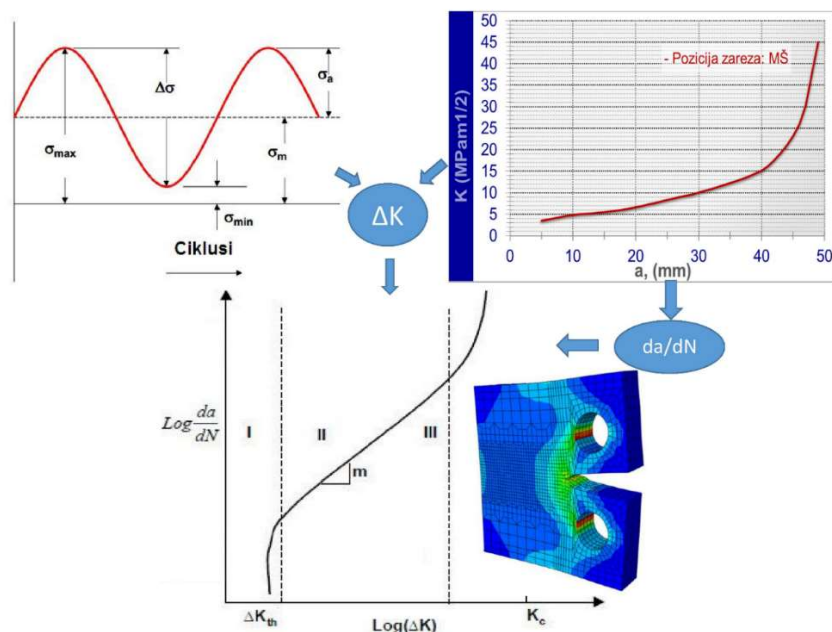 Δσ
σa
σmax
σm
σmin
Ciklusi
50
45
40
35
30
25
20
15
10
5
0
K (MPam1/2)
- Pozicija zareza: MŠ
0 10 20 30 40 50
a, (mm)
ΔK
da/dN
Log da/dN
I
II
III
m
ΔKth
Log(ΔK)
Kc